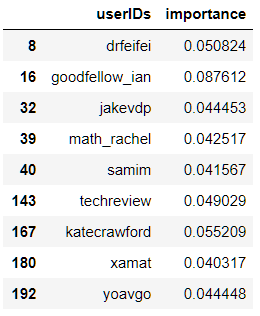 userIDs importance
8 drfeifei 0.050824
16 goodfellow_ian 0.087612
32 jakevdp 0.044453
39 math_rachel 0.042517
40 samim 0.041567
143 techreview 0.049029
167 katecrawford 0.055209
180 xamat 0.040317
192 yoavgo 0.044448